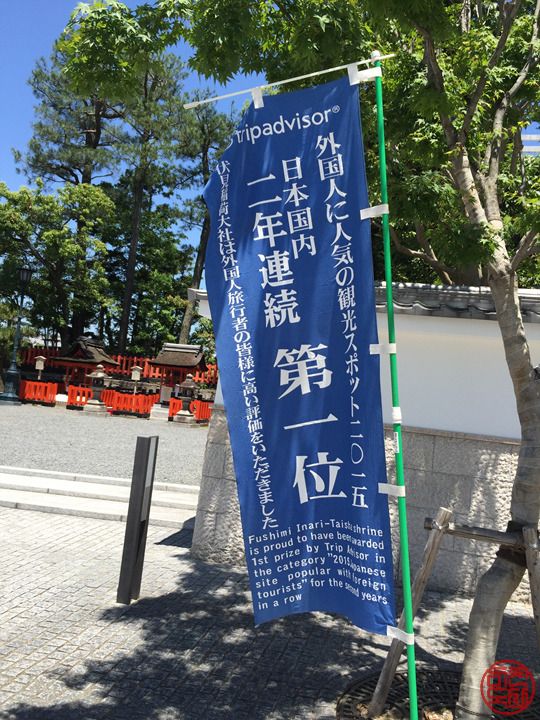 tripadvisor®
外国人に人気の観光スポット二〇一五
日本国内
二年連続
第一位
伏見稲荷大社は外国人旅行者の皆様に高い評価をいただきました
Fushimi Inari-Taisha shrine
is proud to have been awarded
1st prize by Trip Advisor in
the category "2015 Japanese
site popular with foreign
tourists" for the second years
in a row